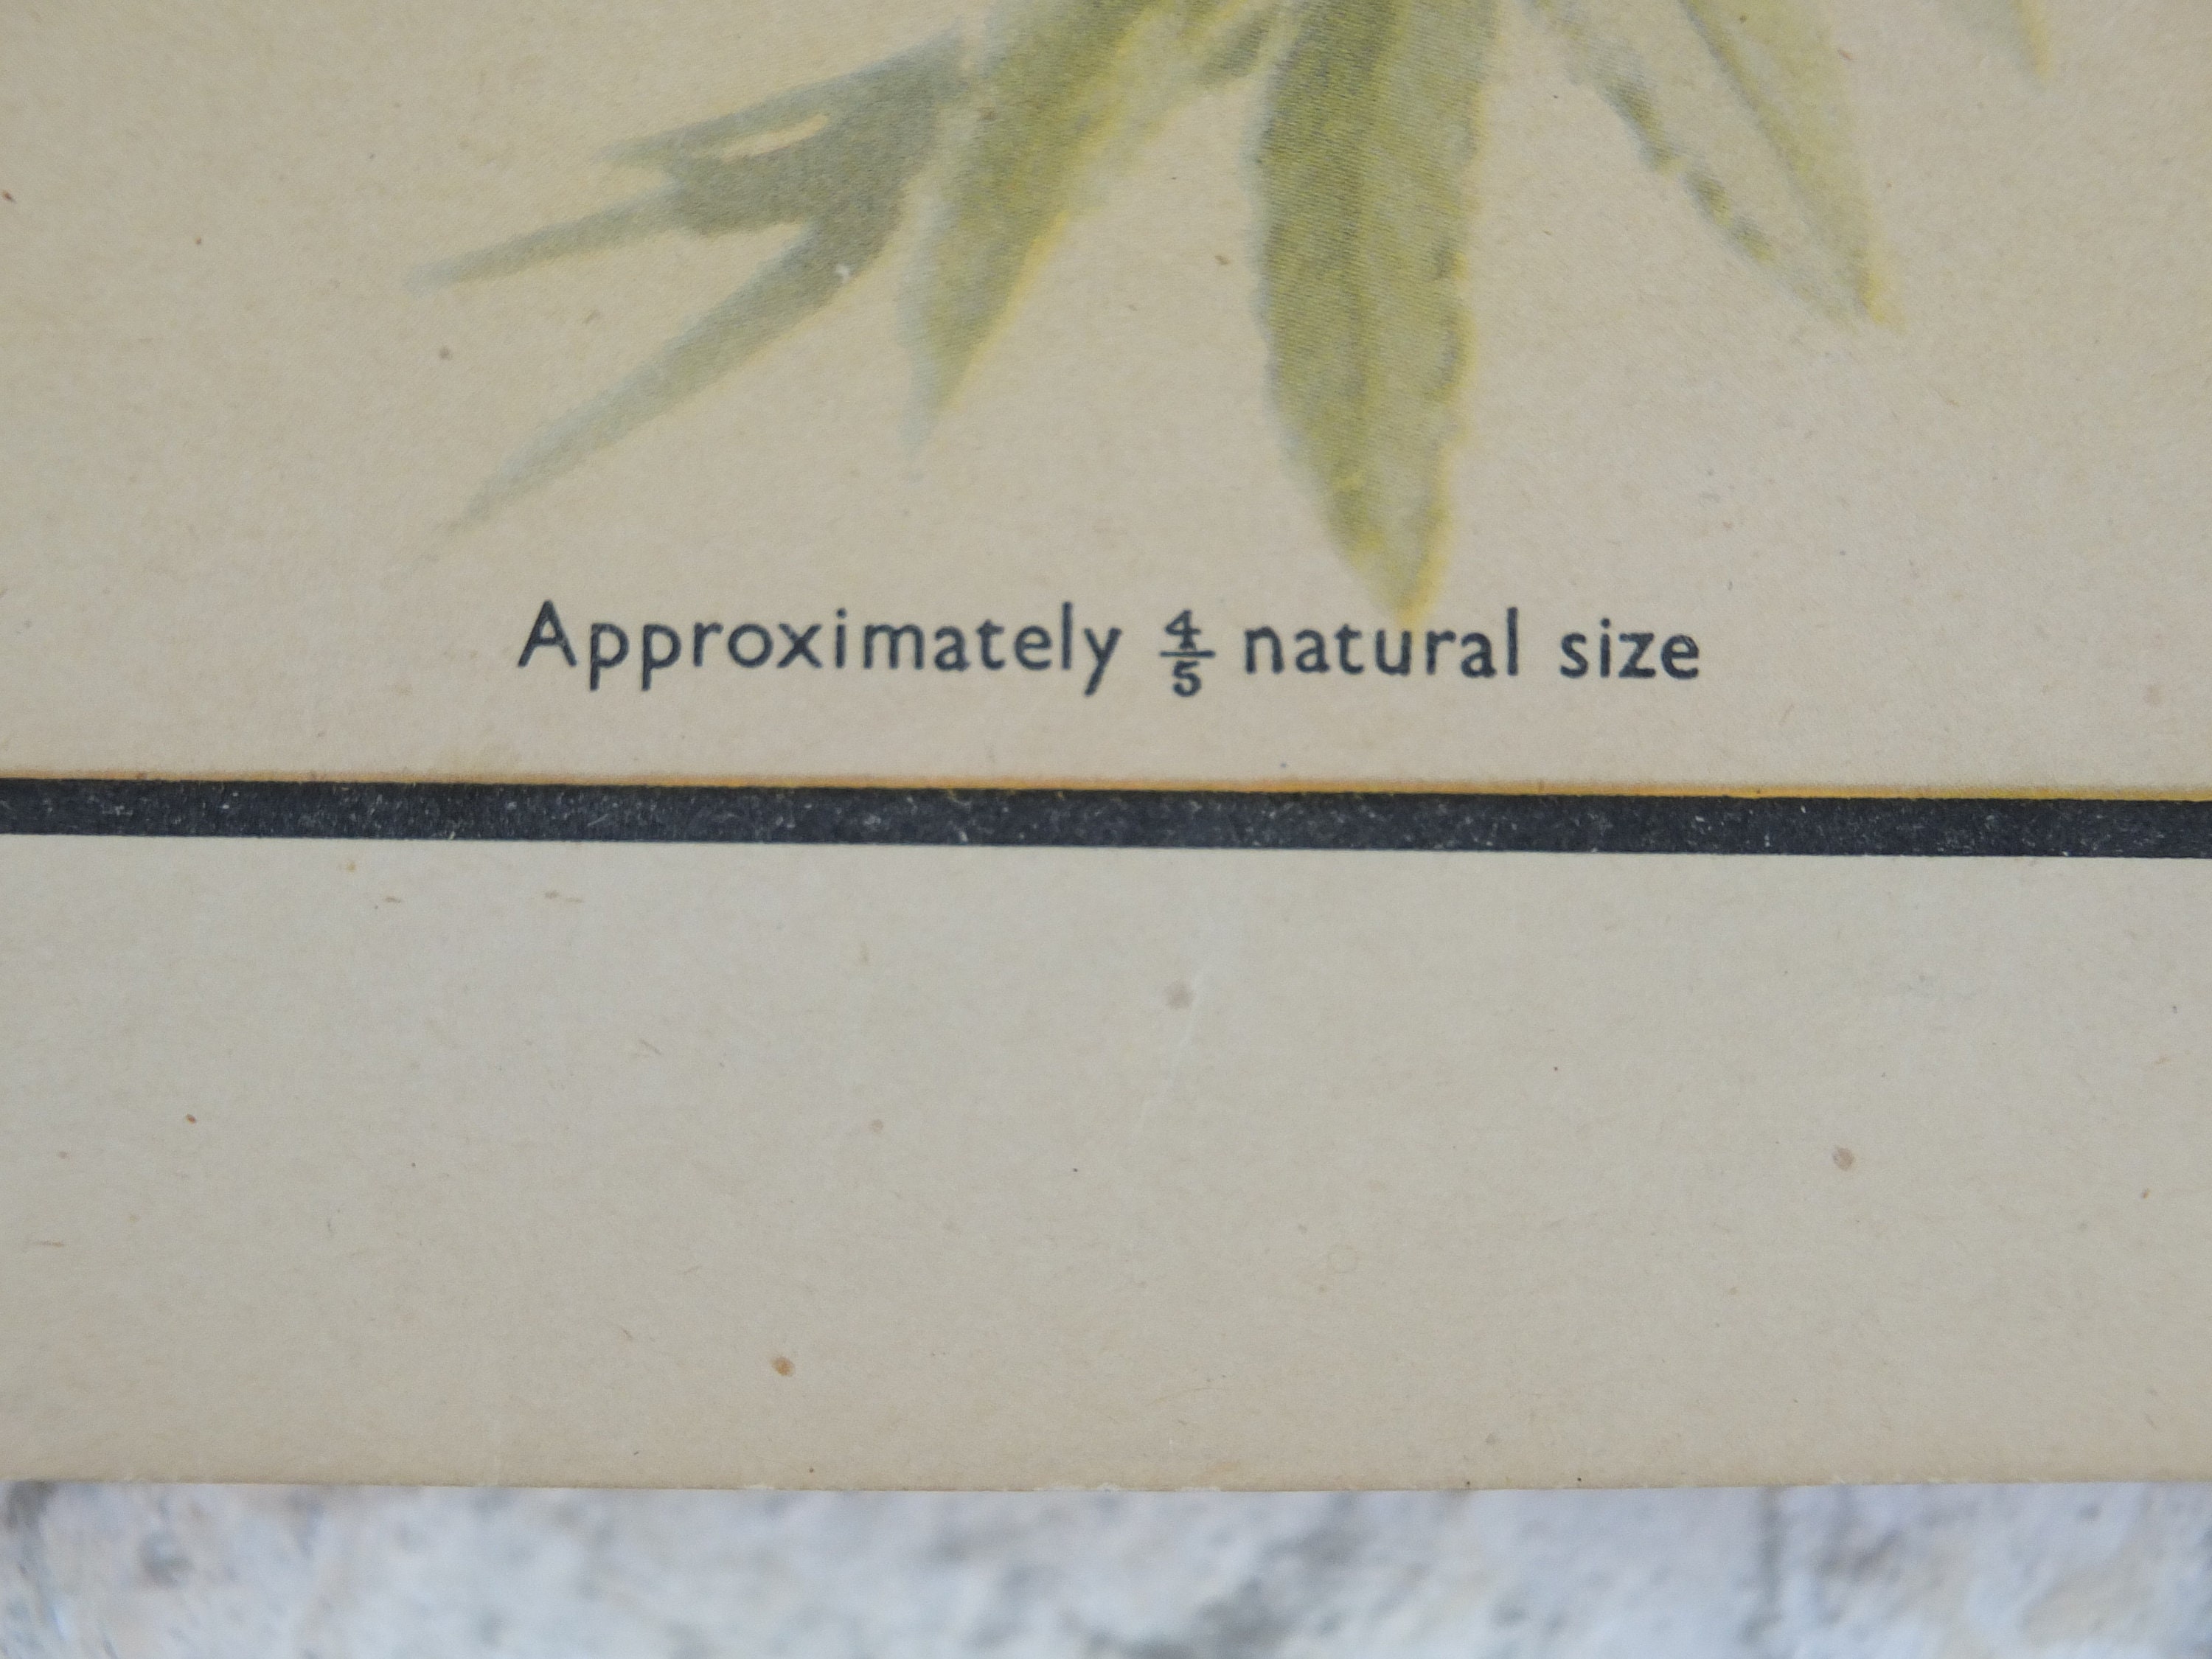 Approximately ⅘ natural size